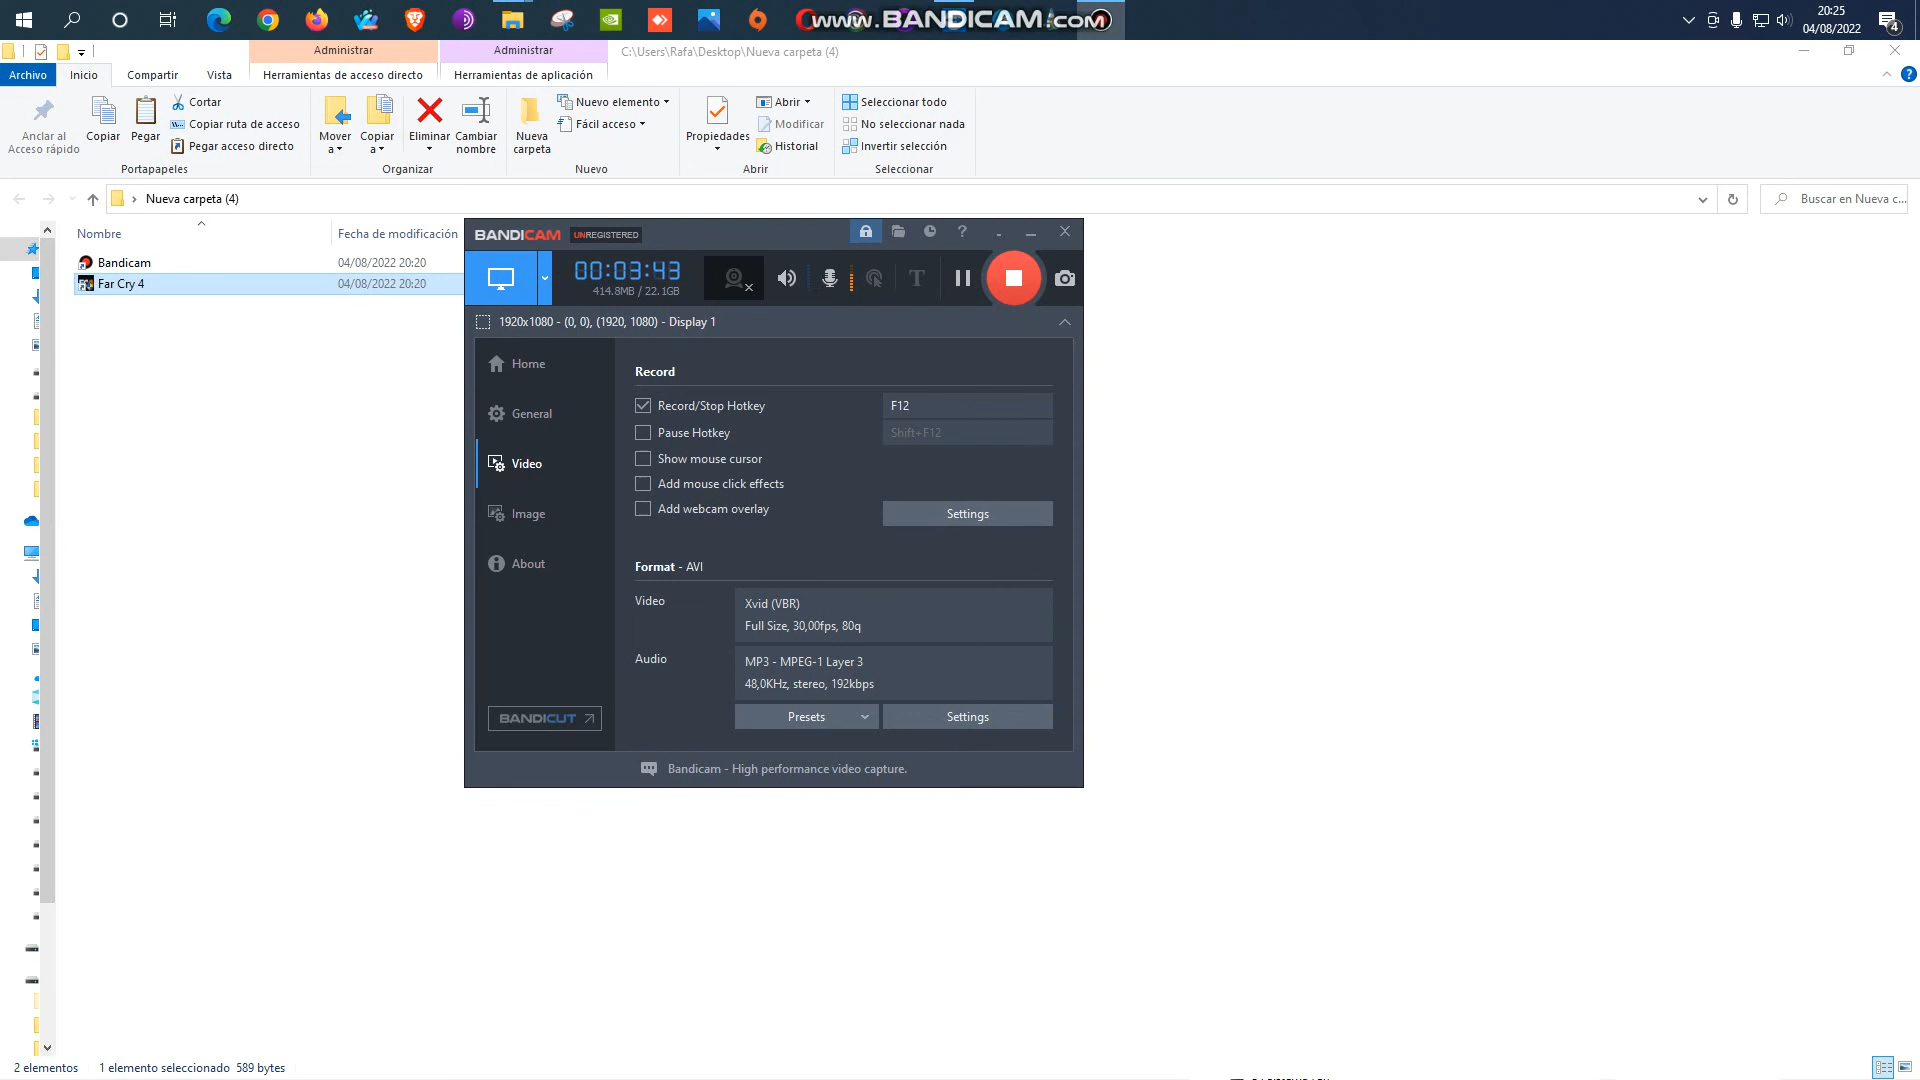 www.BANDICAM.com
20:25
04/08/2022
4
Administrar
Administrar
C:\Users\Rafa\Desktop\Nueva carpeta (4)
Archivo
Inicio
Compartir
Vista
Herramientas de acceso directo
Herramientas de aplicación
Anclar al
Acceso rápido
Copiar
Pegar
Cortar
Copiar ruta de acceso
Pegar acceso directo
Portapapeles
Mover
a
Copiar
a
Eliminar
Cambiar
nombre
Organizar
Nueva
carpeta
Nuevo elemento
Fácil acceso
Nuevo
Propiedades
Abrir
Modificar
Historial
Abrir
Seleccionar todo
No seleccionar nada
Invertir selección
Seleccionar
Nueva carpeta (4)
Buscar en Nueva c...
Nombre
Fecha de modificación
Bandicam
04/08/2022 20:20
Far Cry 4
04/08/2022 20:20
BANDICAM
UNREGISTERED
00:03:43
414.8MB / 22.1GB
1920x1080 - (0, 0), (1920, 1080) - Display 1
Home
General
Video
Image
About
BANDICUT
Record
Record/Stop Hotkey
F12
Pause Hotkey
Shift+F12
Show mouse cursor
Add mouse click effects
Add webcam overlay
Settings
Format - AVI
Video
Xvid (VBR)
Full Size, 30,00fps, 80q
Audio
MP3 - MPEG-1 Layer 3
48,0KHz, stereo, 192kbps
Presets
Settings
Bandicam - High performance video capture.
2 elementos
1 elemento seleccionado 589 bytes